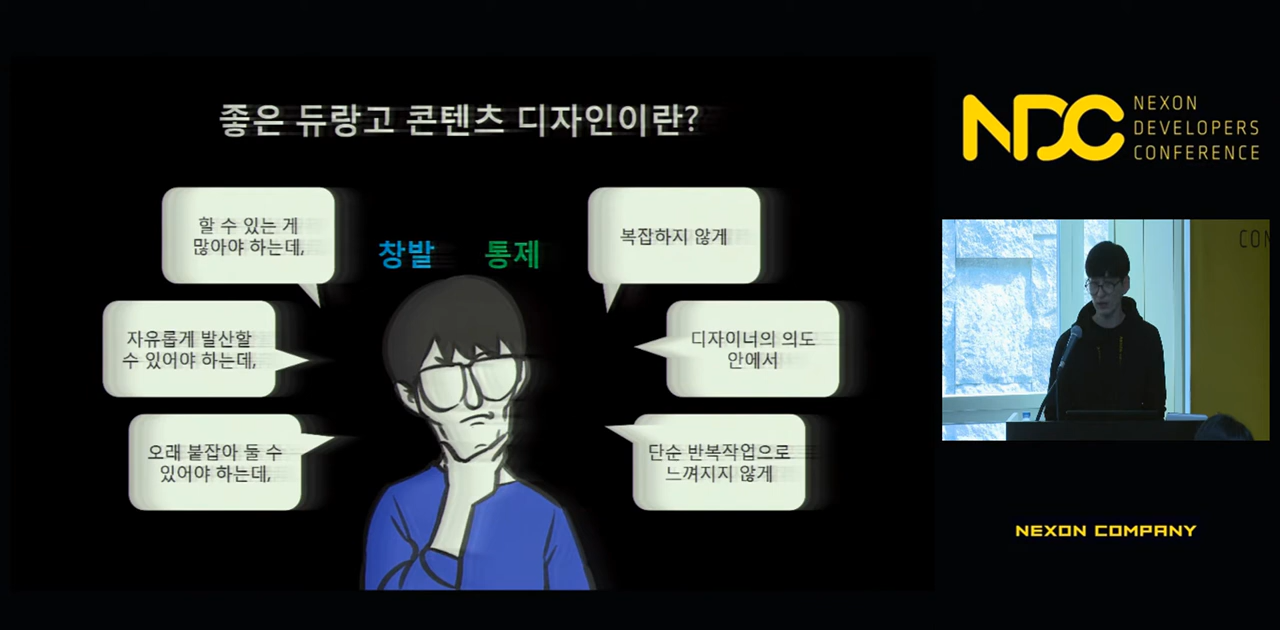 좋은 듀랑고 콘텐츠 디자인이란?
할 수 있는 게
많아야 하는데,
창발
통제
복잡하지 않게
자유롭게 발산할
수 있어야 하는데,
디자이너의 의도
안에서
오래 붙잡아 둘 수
있어야 하는데,
단순 반복작업으로
느껴지지 않게
NDC
NEXON
DEVELOPERS
CONFERENCE
CON
NEXON COMPANY